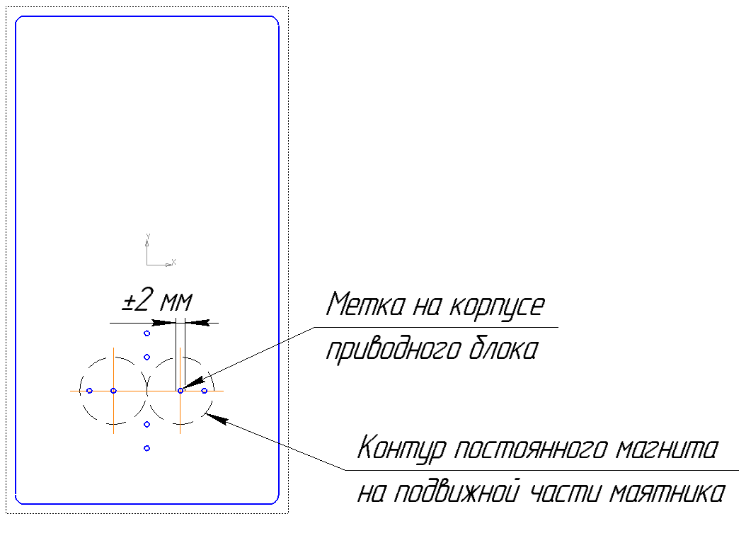 Y
X
±2 мм
Метка на корпусе
приводного блока
Контур постоянного магнита
на подвижной части маятника